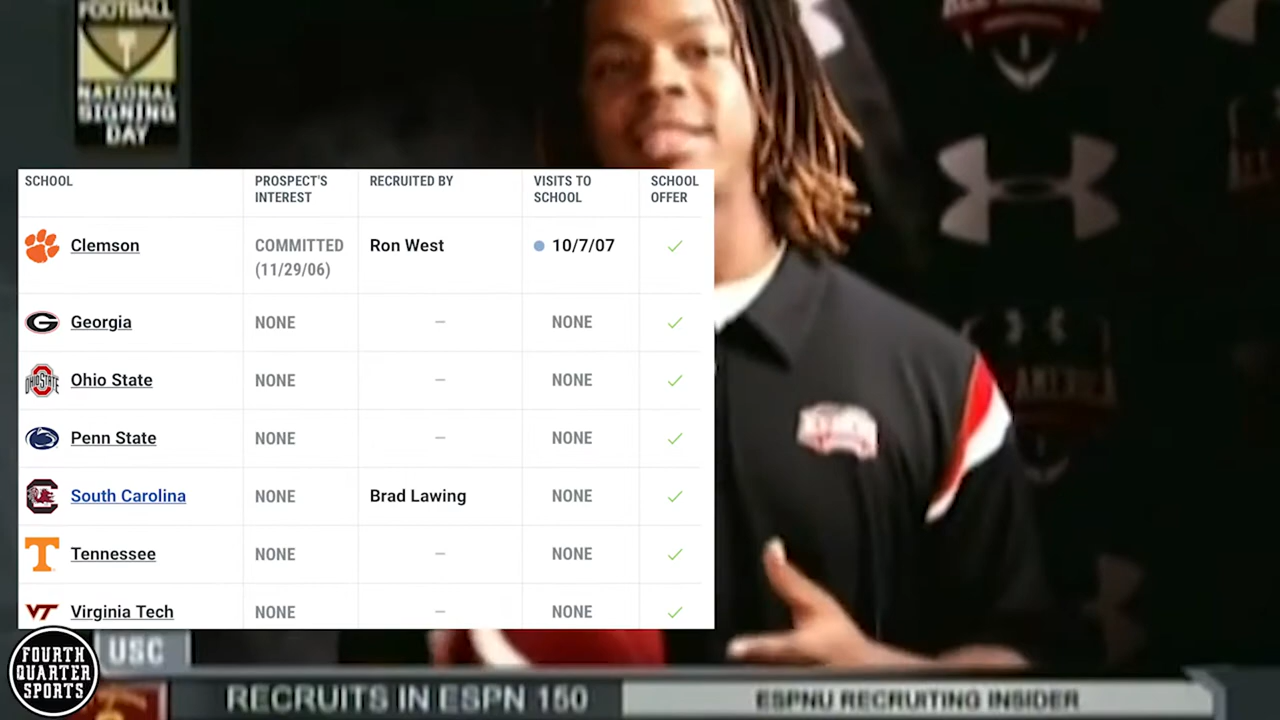 FOOTBALL
NATIONAL
SIGNING
DAY
SCHOOL PROSPECT'S INTEREST RECRUITED BY VISITS TO SCHOOL SCHOOL OFFER
Clemson COMMITTED (11/29/06) Ron West 10/7/07 ✓
Georgia NONE – NONE ✓
OHIO STATE Ohio State NONE – NONE ✓
Penn State NONE – NONE ✓
South Carolina NONE Brad Lawing NONE ✓
T Tennessee NONE – NONE ✓
VT Virginia Tech NONE – NONE ✓
USC
FOURTH
QUARTER
SPORTS
RECRUITS IN ESPN 150 ESPNU RECRUITING INSIDER